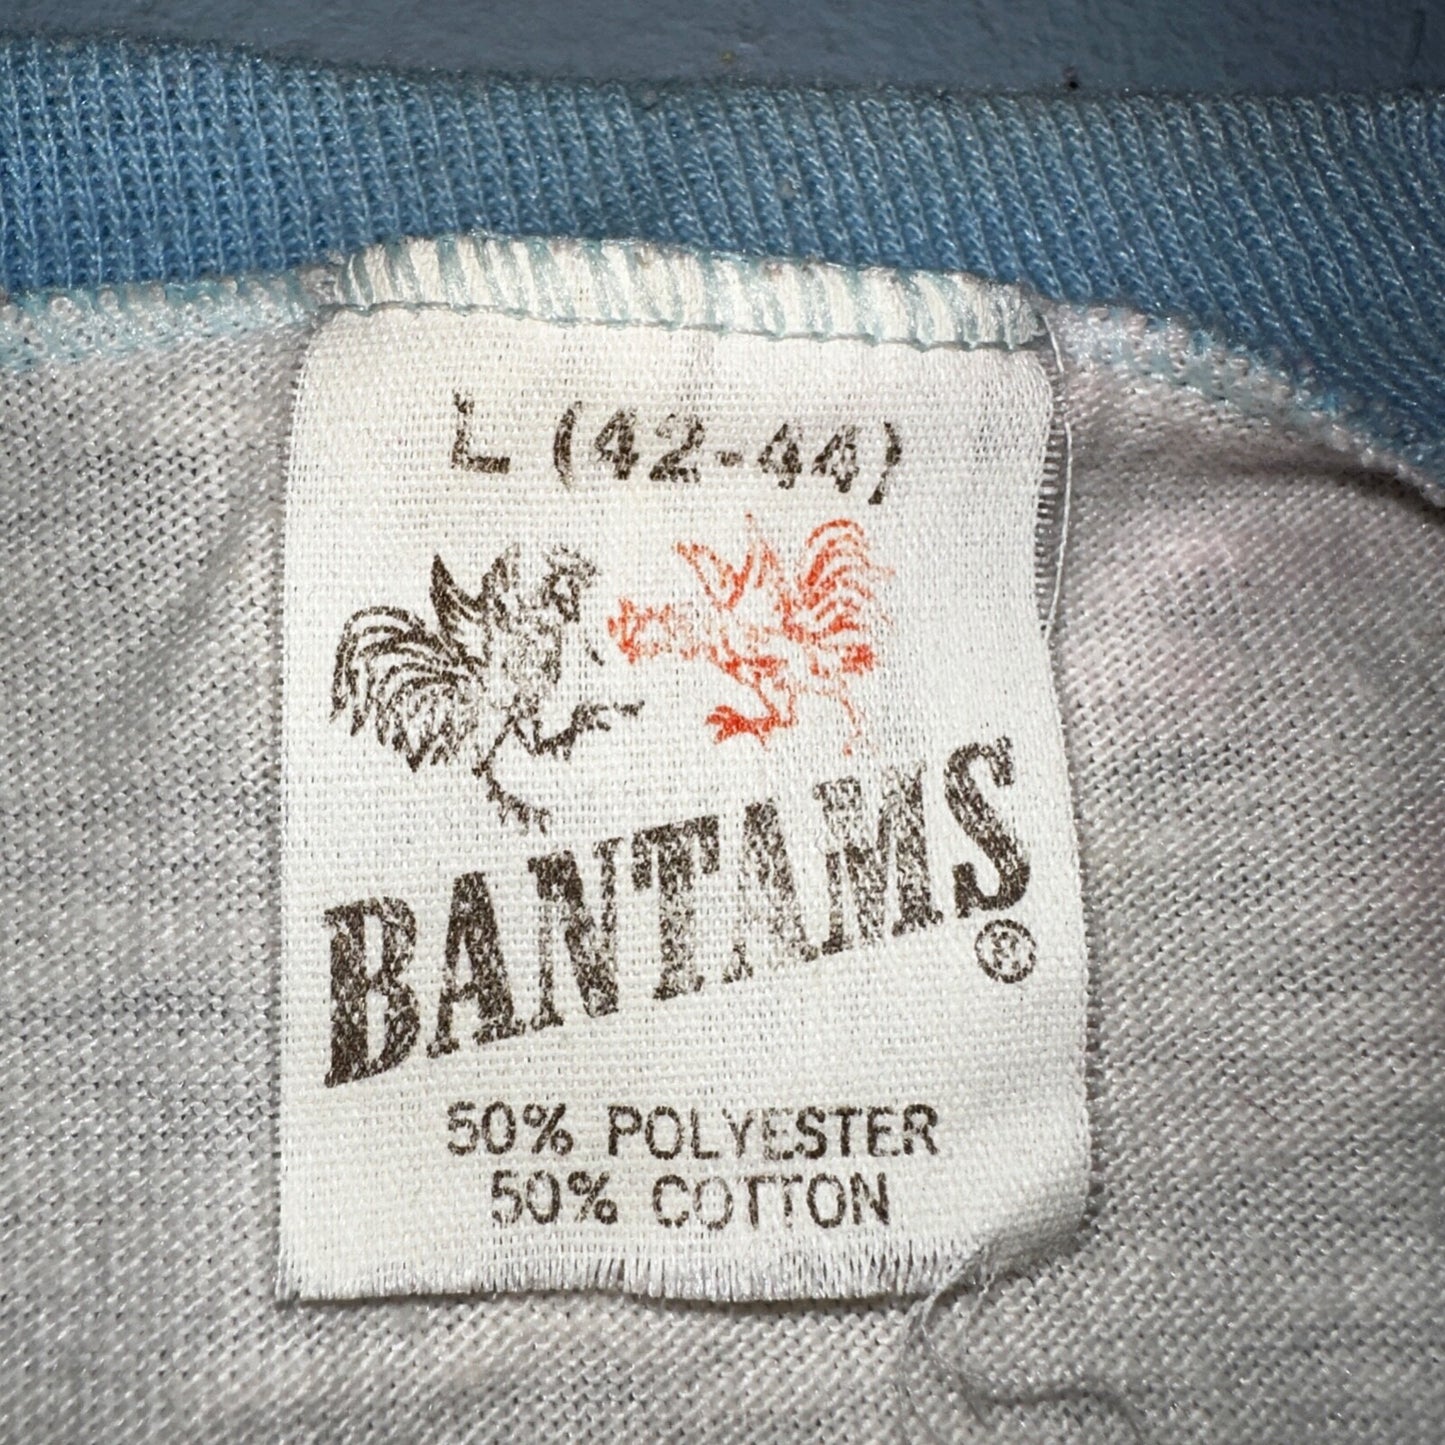 L (42-44)
BANTAMS
®
50% POLYESTER
50% COTTON